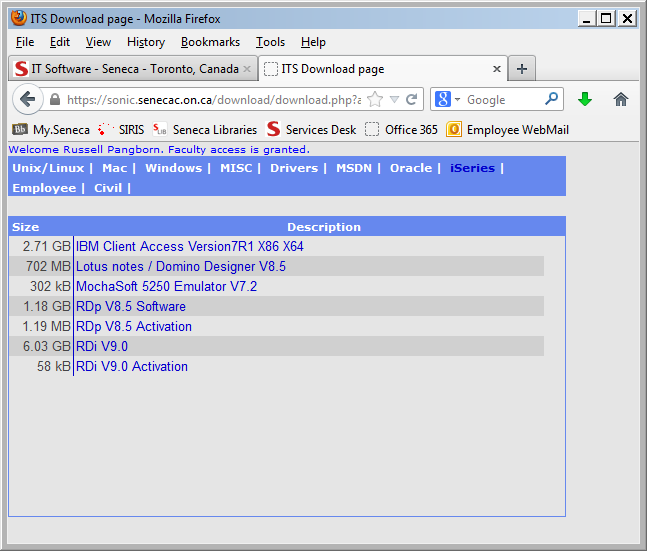 ITS Download page - Mozilla Firefox
File Edit View History Bookmarks Tools Help
S IT Software - Seneca - Toronto, Canada × ITS Download page × +
https://sonic.senecac.on.ca/download/download.php?a 8 Google
Bb My.Seneca SIRIS SLIB Seneca Libraries S Services Desk Office 365 O Employee WebMail
Welcome Russell Pangborn. Faculty access is granted.
Unix/Linux | Mac | Windows | MISC | Drivers | MSDN | Oracle | iSeries |
Employee | Civil |
Size Description
2.71 GB IBM Client Access Version7R1 X86 X64
702 MB Lotus notes / Domino Designer V8.5
302 kB MochaSoft 5250 Emulator V7.2
1.18 GB RDp V8.5 Software
1.19 MB RDp V8.5 Activation
6.03 GB RDi V9.0
58 kB RDi V9.0 Activation